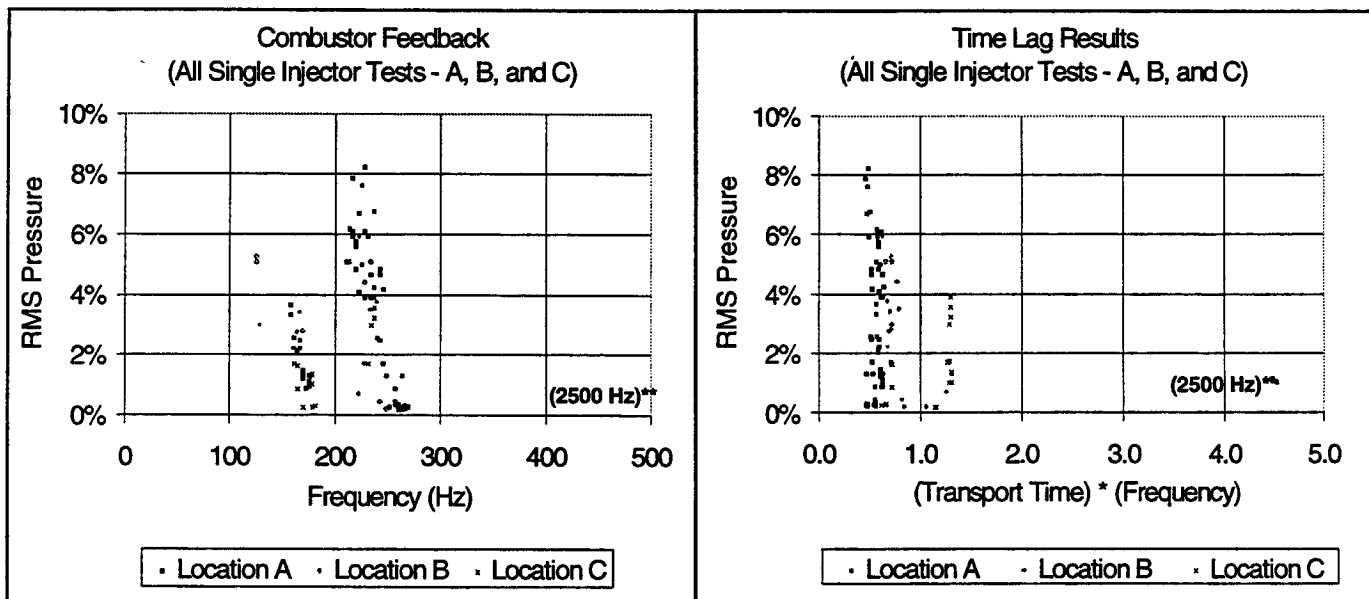 Combustor Feedback
(All Single Injector Tests - A, B, and C)
10%
8%
6%
4%
2%
0%
RMS Pressure
(2500 Hz)**
0 100 200 300 400 500
Frequency (Hz)
Location A Location B Location C
Time Lag Results
(All Single Injector Tests - A, B, and C)
10%
8%
6%
4%
2%
0%
RMS Pressure
(2500 Hz)**
0.0 1.0 2.0 3.0 4.0 5.0
(Transport Time) * (Frequency)
Location A Location B Location C